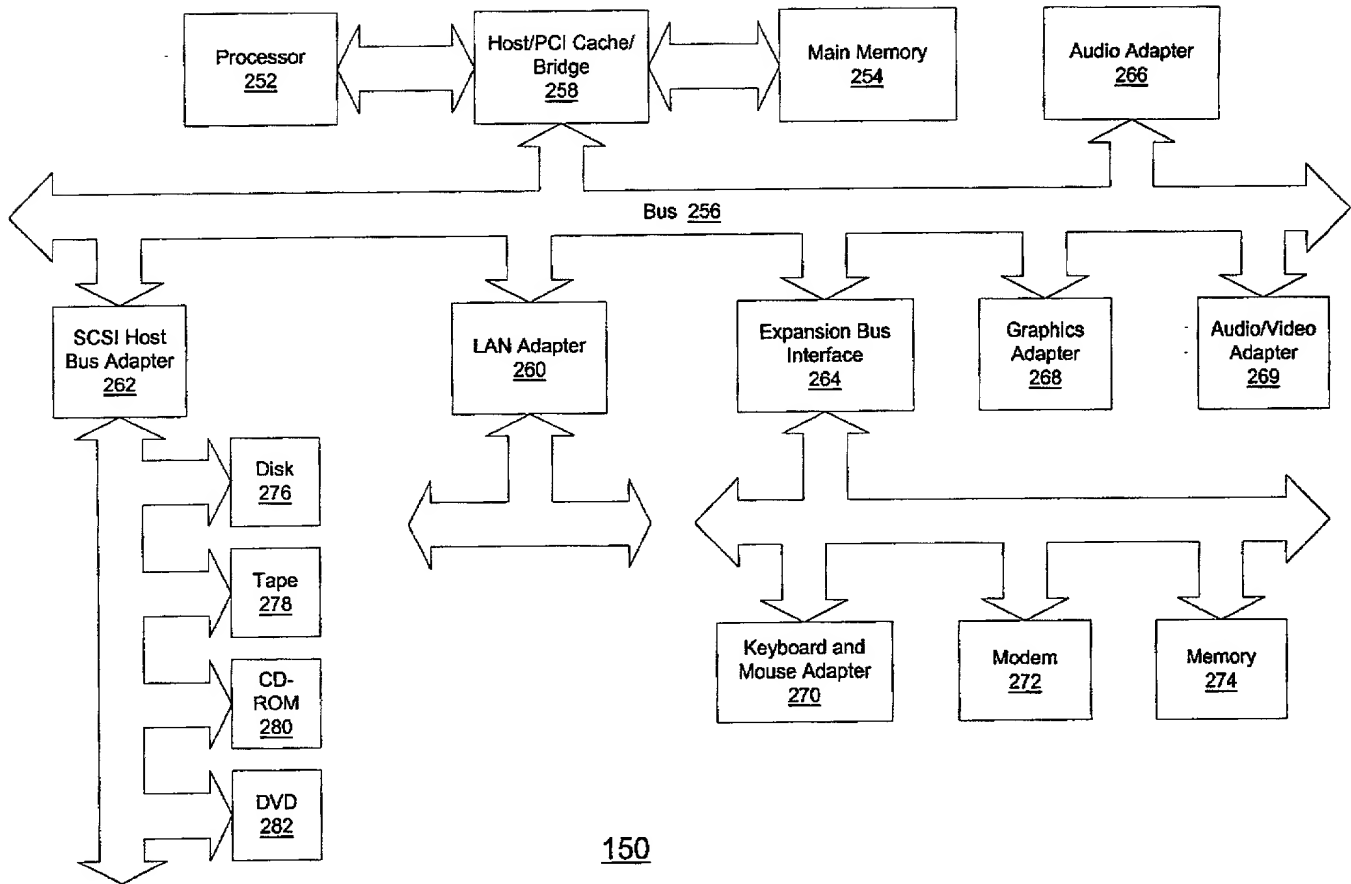 Processor
252
Host/PCI Cache/
Bridge
258
Main Memory
254
Audio Adapter
266
Bus 256
SCSI Host
Bus Adapter
262
LAN Adapter
260
Expansion Bus
Interface
264
Graphics
Adapter
268
Audio/Video
Adapter
269
Disk
276
Tape
278
CD-
ROM
280
DVD
282
Keyboard and
Mouse Adapter
270
Modem
272
Memory
274
150